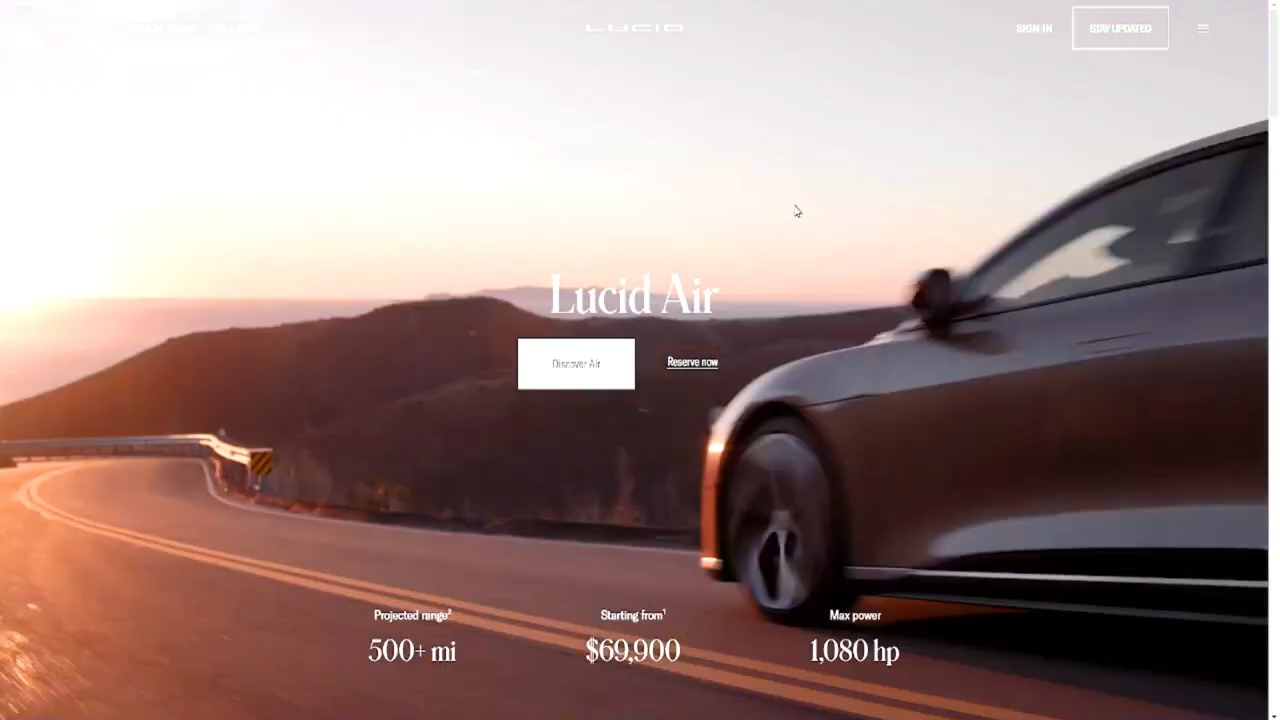 LUCID
SIGN IN
STAY UPDATED
Lucid Air
Discover Air
Reserve now
Projected range²
Starting from¹
Max power
500+ mi
$69,900
1,080 hp